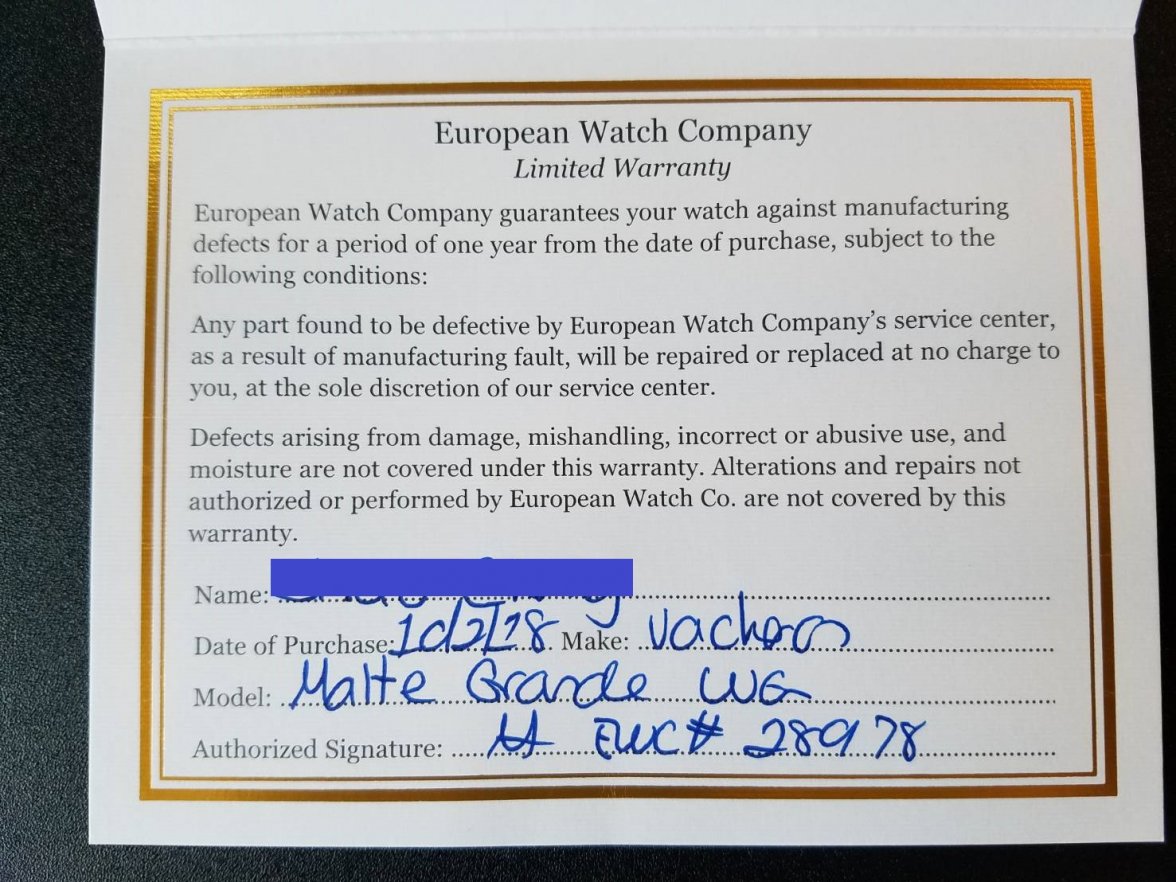 European Watch Company
Limited Warranty
European Watch Company guarantees your watch against manufacturing
defects for a period of one year from the date of purchase, subject to the
following conditions:
Any part found to be defective by European Watch Company's service center,
as a result of manufacturing fault, will be repaired or replaced at no charge to
you, at the sole discretion of our service center.
Defects arising from damage, mishandling, incorrect or abusive use, and
moisture are not covered under this warranty. Alterations and repairs not
authorized or performed by European Watch Co. are not covered by this
warranty.
Name:
Date of Purchase: 10/2/18 Make: Vacheron
Model: Malte Grande WG
Authorized Signature: EWC# 28978